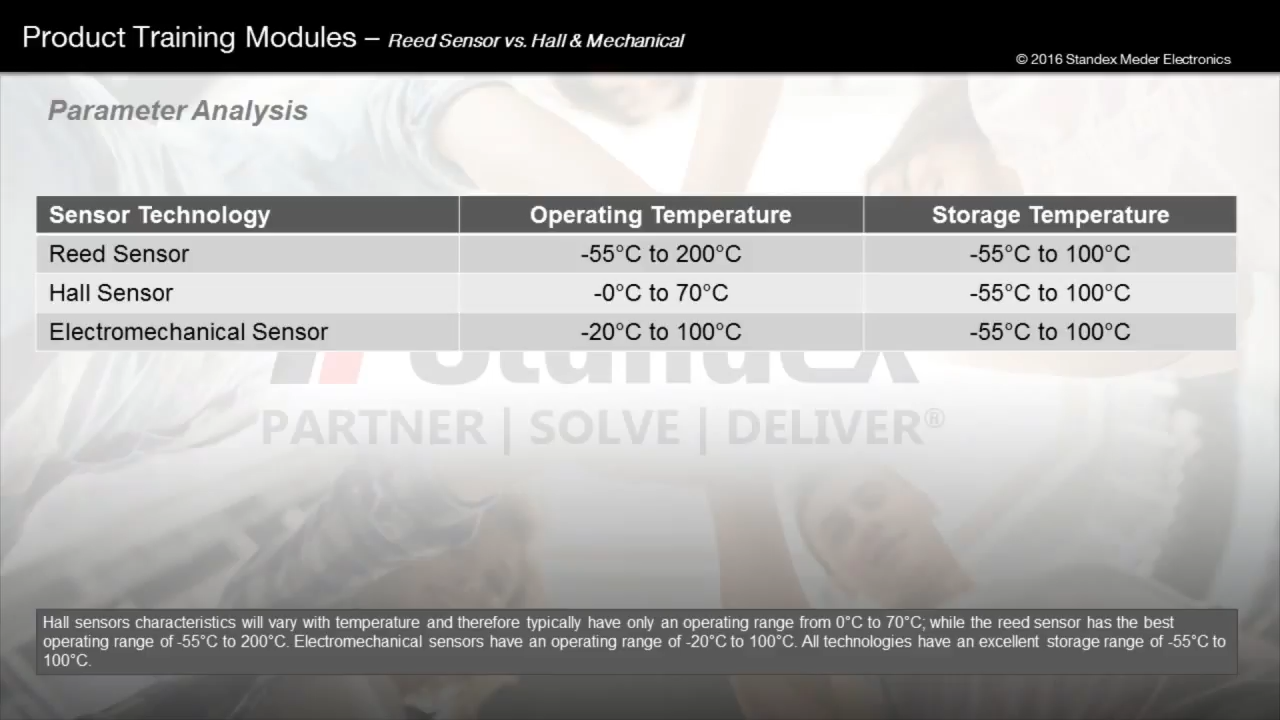 Product Training Modules – Reed Sensor vs. Hall & Mechanical
© 2016 Standex Meder Electronics
Parameter Analysis
Sensor Technology Operating Temperature Storage Temperature
Reed Sensor -55°C to 200°C -55°C to 100°C
Hall Sensor -0°C to 70°C -55°C to 100°C
Electromechanical Sensor -20°C to 100°C -55°C to 100°C
Standex
PARTNER | SOLVE | DELIVER®
Hall sensors characteristics will vary with temperature and therefore typically have only an operating range from 0°C to 70°C; while the reed sensor has the best
operating range of -55°C to 200°C. Electromechanical sensors have an operating range of -20°C to 100°C. All technologies have an excellent storage range of -55°C to
100°C.